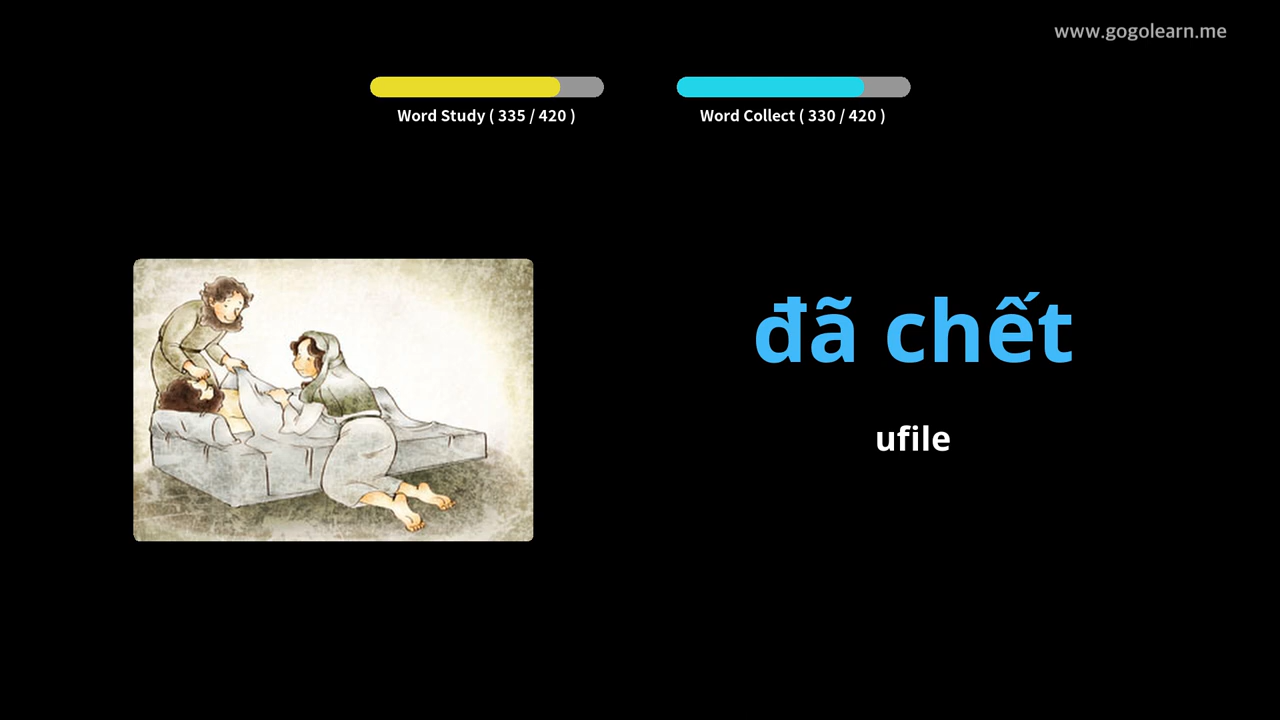 www.gogolearn.me
Word Study ( 335 / 420 )
Word Collect ( 330 / 420 )
đã chết
ufile